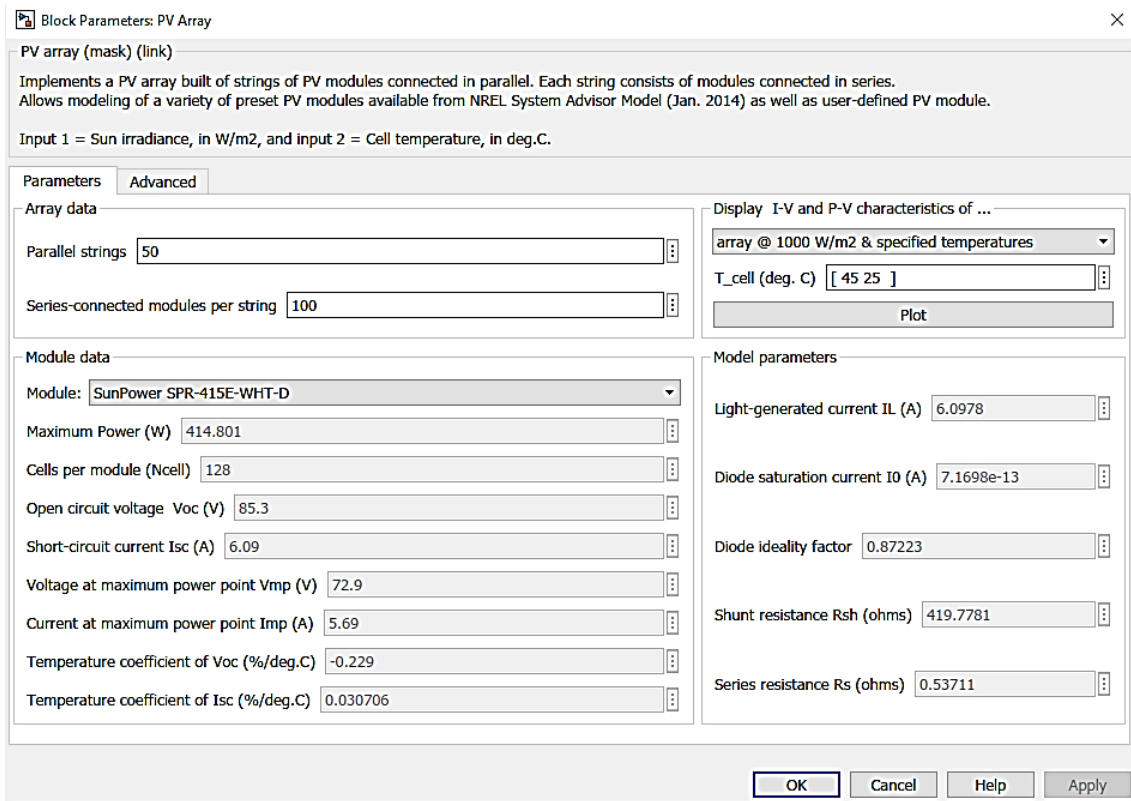 Block Parameters: PV Array
PV array (mask) (link)
Implements a PV array built of strings of PV modules connected in parallel. Each string consists of modules connected in series.
Allows modeling of a variety of preset PV modules available from NREL System Advisor Model (Jan. 2014) as well as user-defined PV module.
Input 1 = Sun irradiance, in W/m2, and input 2 = Cell temperature, in deg.C.
Parameters Advanced
Array data
Parallel strings 50
Series-connected modules per string 100
Display I-V and P-V characteristics of ...
array @ 1000 W/m2 & specified temperatures
T_cell (deg. C) [ 45 25 ]
Plot
Module data
Module: SunPower SPR-415E-WHT-D
Maximum Power (W) 414.801
Cells per module (Ncell) 128
Open circuit voltage Voc (V) 85.3
Short-circuit current Isc (A) 6.09
Voltage at maximum power point Vmp (V) 72.9
Current at maximum power point Imp (A) 5.69
Temperature coefficient of Voc (%/deg.C) -0.229
Temperature coefficient of Isc (%/deg.C) 0.030706
Model parameters
Light-generated current IL (A) 6.0978
Diode saturation current I0 (A) 7.1698e-13
Diode ideality factor 0.87223
Shunt resistance Rsh (ohms) 419.7781
Series resistance Rs (ohms) 0.53711
OK Cancel Help Apply